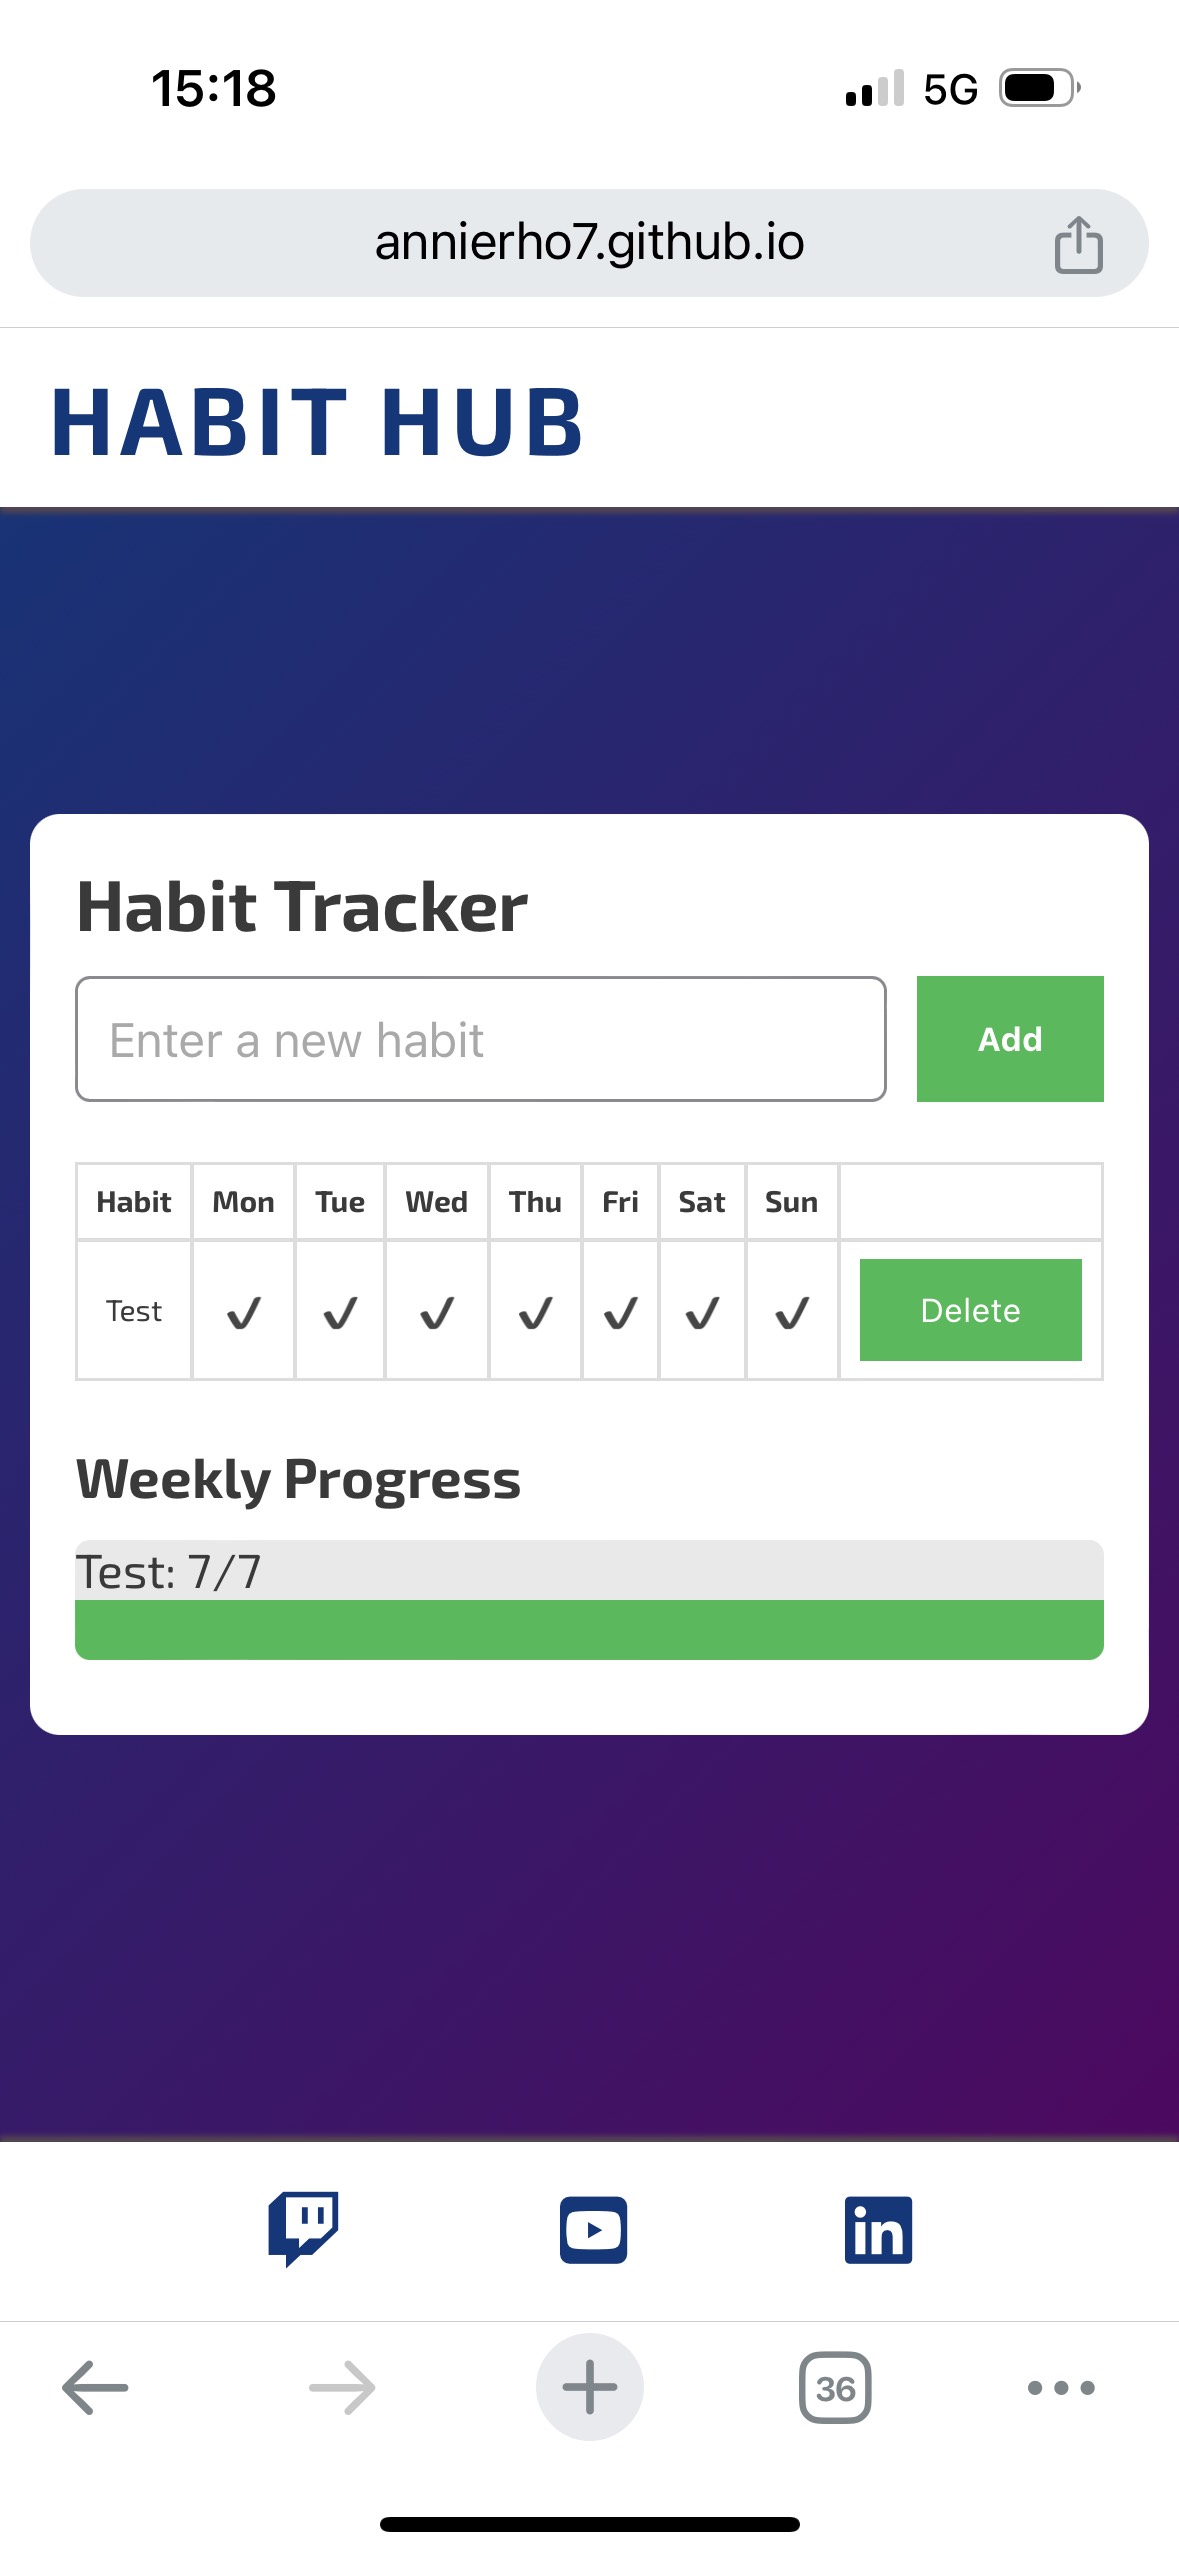 15:18 5G
annierho7.github.io
HABIT HUB
Habit Tracker
Enter a new habit Add
Habit Mon Tue Wed Thu Fri Sat Sun
Test ✓ ✓ ✓ ✓ ✓ ✓ ✓ Delete
Weekly Progress
Test: 7/7
in
36